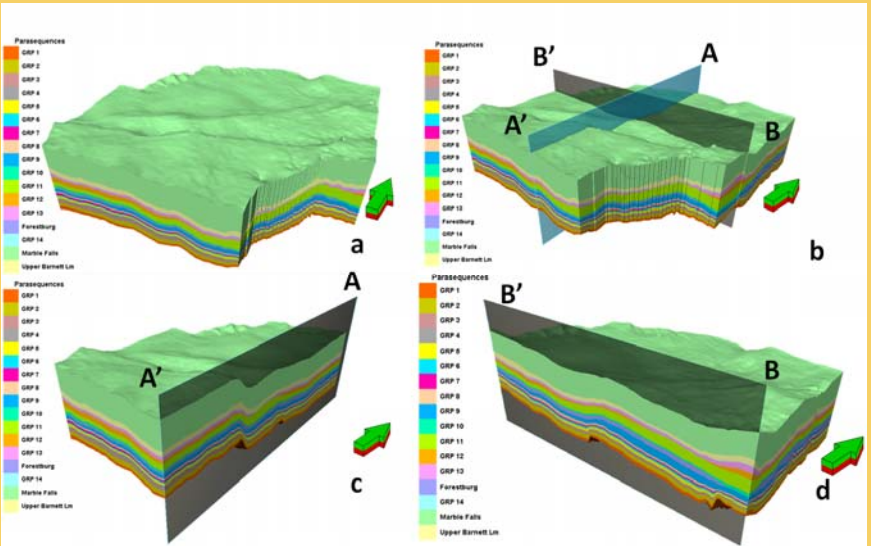 Parasequences
GRP 1
GRP 2
GRP 3
GRP 4
GRP 5
GRP 6
GRP 7
GRP 8
GRP 9
GRP 10
GRP 11
GRP 12
GRP 13
Forestburg
GRP 14
Marble Falls
Upper Barnett Lm
a
Parasequences
GRP 1
GRP 2
GRP 3
GRP 4
GRP 5
GRP 6
GRP 7
GRP 8
GRP 9
GRP 10
GRP 11
GRP 12
GRP 13
Forestburg
GRP 14
Marble Falls
Upper Barnett Lm
B'
A
A'
B
b
Parasequences
GRP 1
GRP 2
GRP 3
GRP 4
GRP 5
GRP 6
GRP 7
GRP 8
GRP 9
GRP 10
GRP 11
GRP 12
GRP 13
Forestburg
GRP 14
Marble Falls
Upper Barnett Lm
A
A'
c
Parasequences
GRP 1
GRP 2
GRP 3
GRP 4
GRP 5
GRP 6
GRP 7
GRP 8
GRP 9
GRP 10
GRP 11
GRP 12
GRP 13
Forestburg
GRP 14
Marble Falls
Upper Barnett Lm
B'
B
d